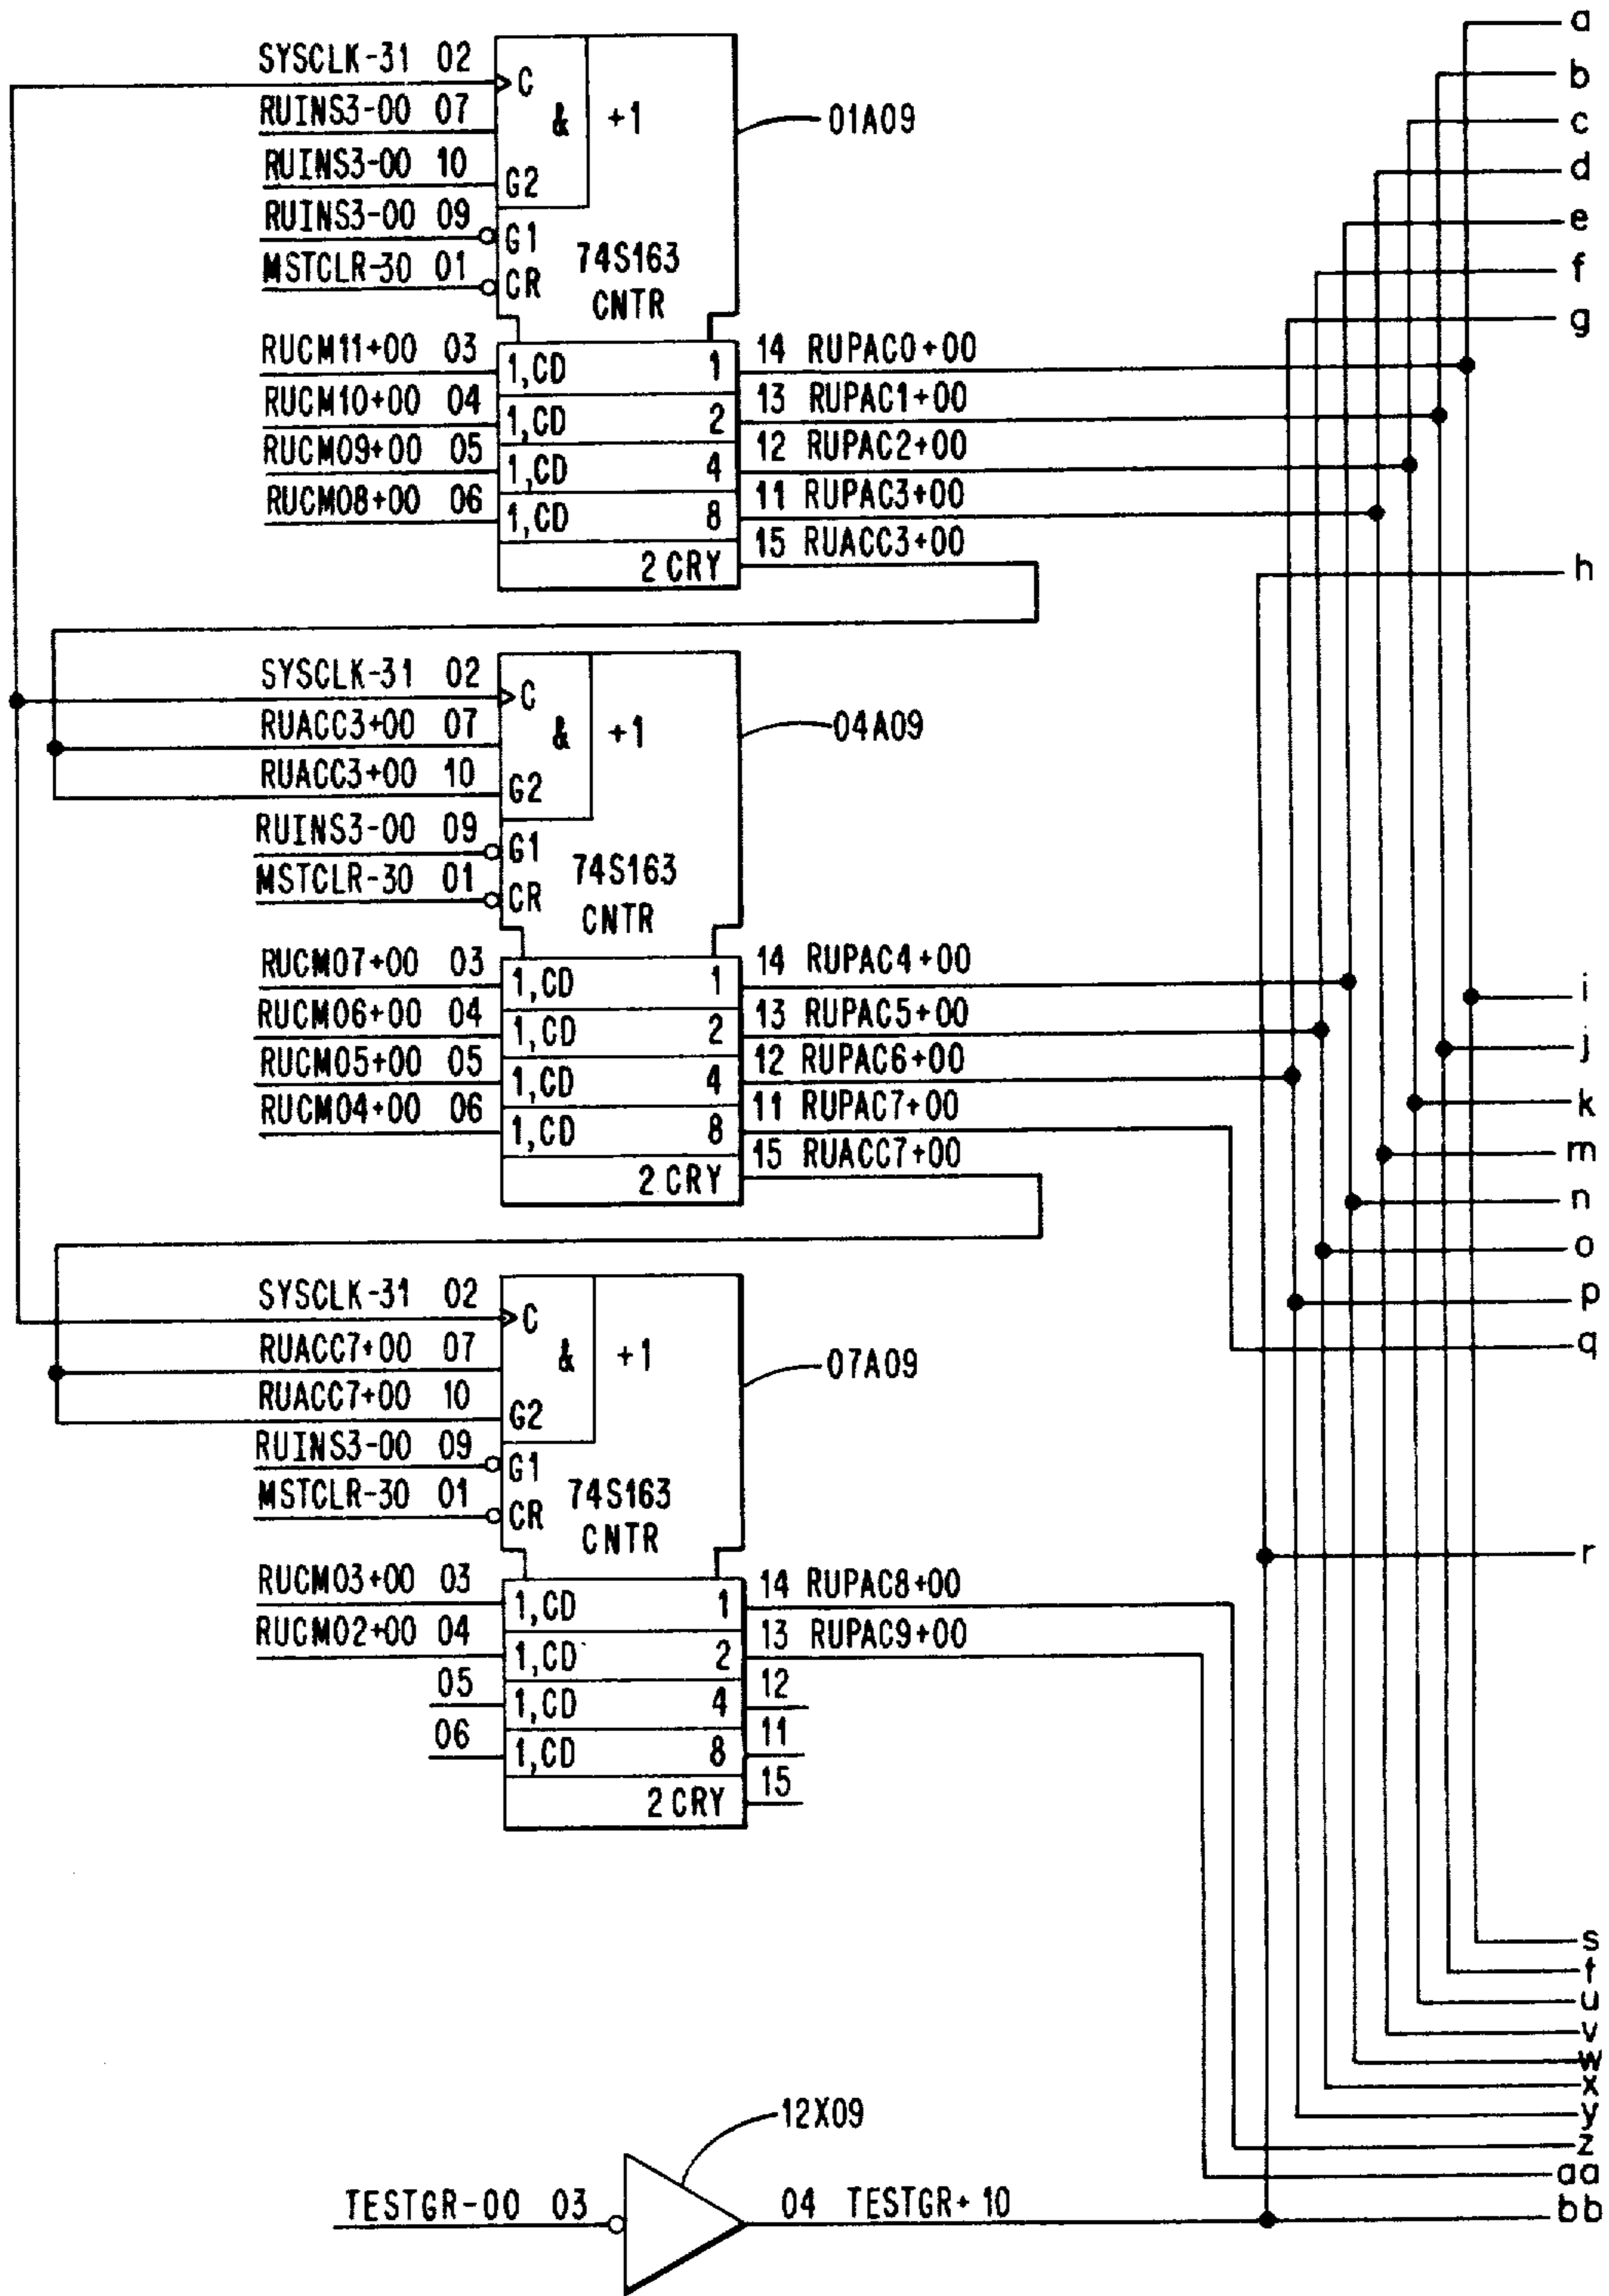 a
SYSCLK-31 02 C
b
RUINS3-00 07 & +1 01A09
c
RUINS3-00 10 G2
d
RUINS3-00 09 G1
e
MSTCLR-30 01 CR
f
74S163
CNTR
g
RUCM11+00 03 1,CD 1 14 RUPAC0+00
RUCM10+00 04 1,CD 2 13 RUPAC1+00
RUCM09+00 05 1,CD 4 12 RUPAC2+00
RUCM08+00 06 1,CD 8 11 RUPAC3+00
2 CRY 15 RUACC3+00
h
SYSCLK-31 02 C
RUACC3+00 07 & +1 04A09
RUACC3+00 10 G2
RUINS3-00 09 G1
MSTCLR-30 01 CR
74S163
CNTR
RUCM07+00 03 1,CD 1 14 RUPAC4+00
i
RUCM06+00 04 1,CD 2 13 RUPAC5+00
j
RUCM05+00 05 1,CD 4 12 RUPAC6+00
k
RUCM04+00 06 1,CD 8 11 RUPAC7+00
m
2 CRY 15 RUACC7+00
n
o
SYSCLK-31 02 C
p
RUACC7+00 07 & +1 07A09
q
RUACC7+00 10 G2
RUINS3-00 09 G1
MSTCLR-30 01 CR
74S163
CNTR
r
RUCM03+00 03 1,CD 1 14 RUPAC8+00
RUCM02+00 04 1,CD 2 13 RUPAC9+00
05 1,CD 4 12
06 1,CD 8 11
2 CRY 15
s
t
u
v
w
x
y
z
aa
12X09
TESTGR-00 03 04 TESTGR+10
bb